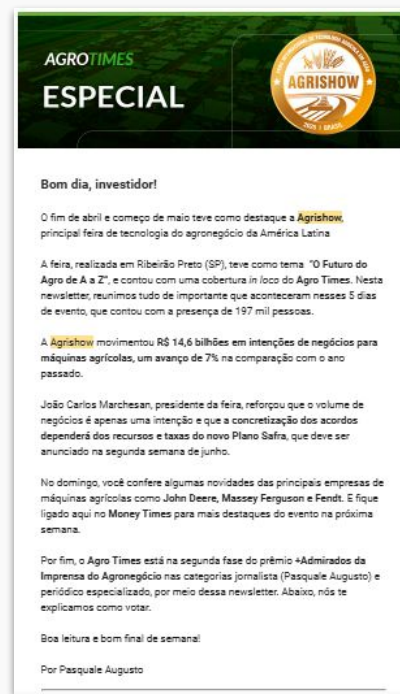 AGROTIMES
ESPECIAL
AGRISHOW
2025 | BRASIL
Bom dia, investidor!
O fim de abril e começo de maio teve como destaque a Agrishow,
principal feira de tecnologia do agronegócio da América Latina
A feira, realizada em Ribeirão Preto (SP), teve como tema "O Futuro do
Agro de A a Z", e contou com uma cobertura in loco do Agro Times. Nesta
newsletter, reunimos tudo de importante que aconteceram nesses 5 dias
de evento, que contou com a presença de 197 mil pessoas.
A Agrishow movimentou R$ 14,6 bilhões em intenções de negócios para
máquinas agrícolas, um avanço de 7% na comparação com o ano
passado.
João Carlos Marchesan, presidente da feira, reforçou que o volume de
negócios é apenas uma intenção e que a concretização dos acordos
dependerá dos recursos e taxas do novo Plano Safra, que deve ser
anunciado na segunda semana de junho.
No domingo, você confere algumas novidades das principais empresas de
máquinas agrícolas como John Deere, Massey Ferguson e Fendt. E fique
ligado aqui no Money Times para mais destaques do evento na próxima
semana.
Por fim, o Agro Times está na segunda fase do prêmio +Admirados da
Imprensa do Agronegócio nas categorias jornalista (Pasquale Augusto) e
periódico especializado, por meio dessa newsletter. Abaixo, nós te
explicamos como votar.
Boa leitura e bom final de semana!
Por Pasquale Augusto